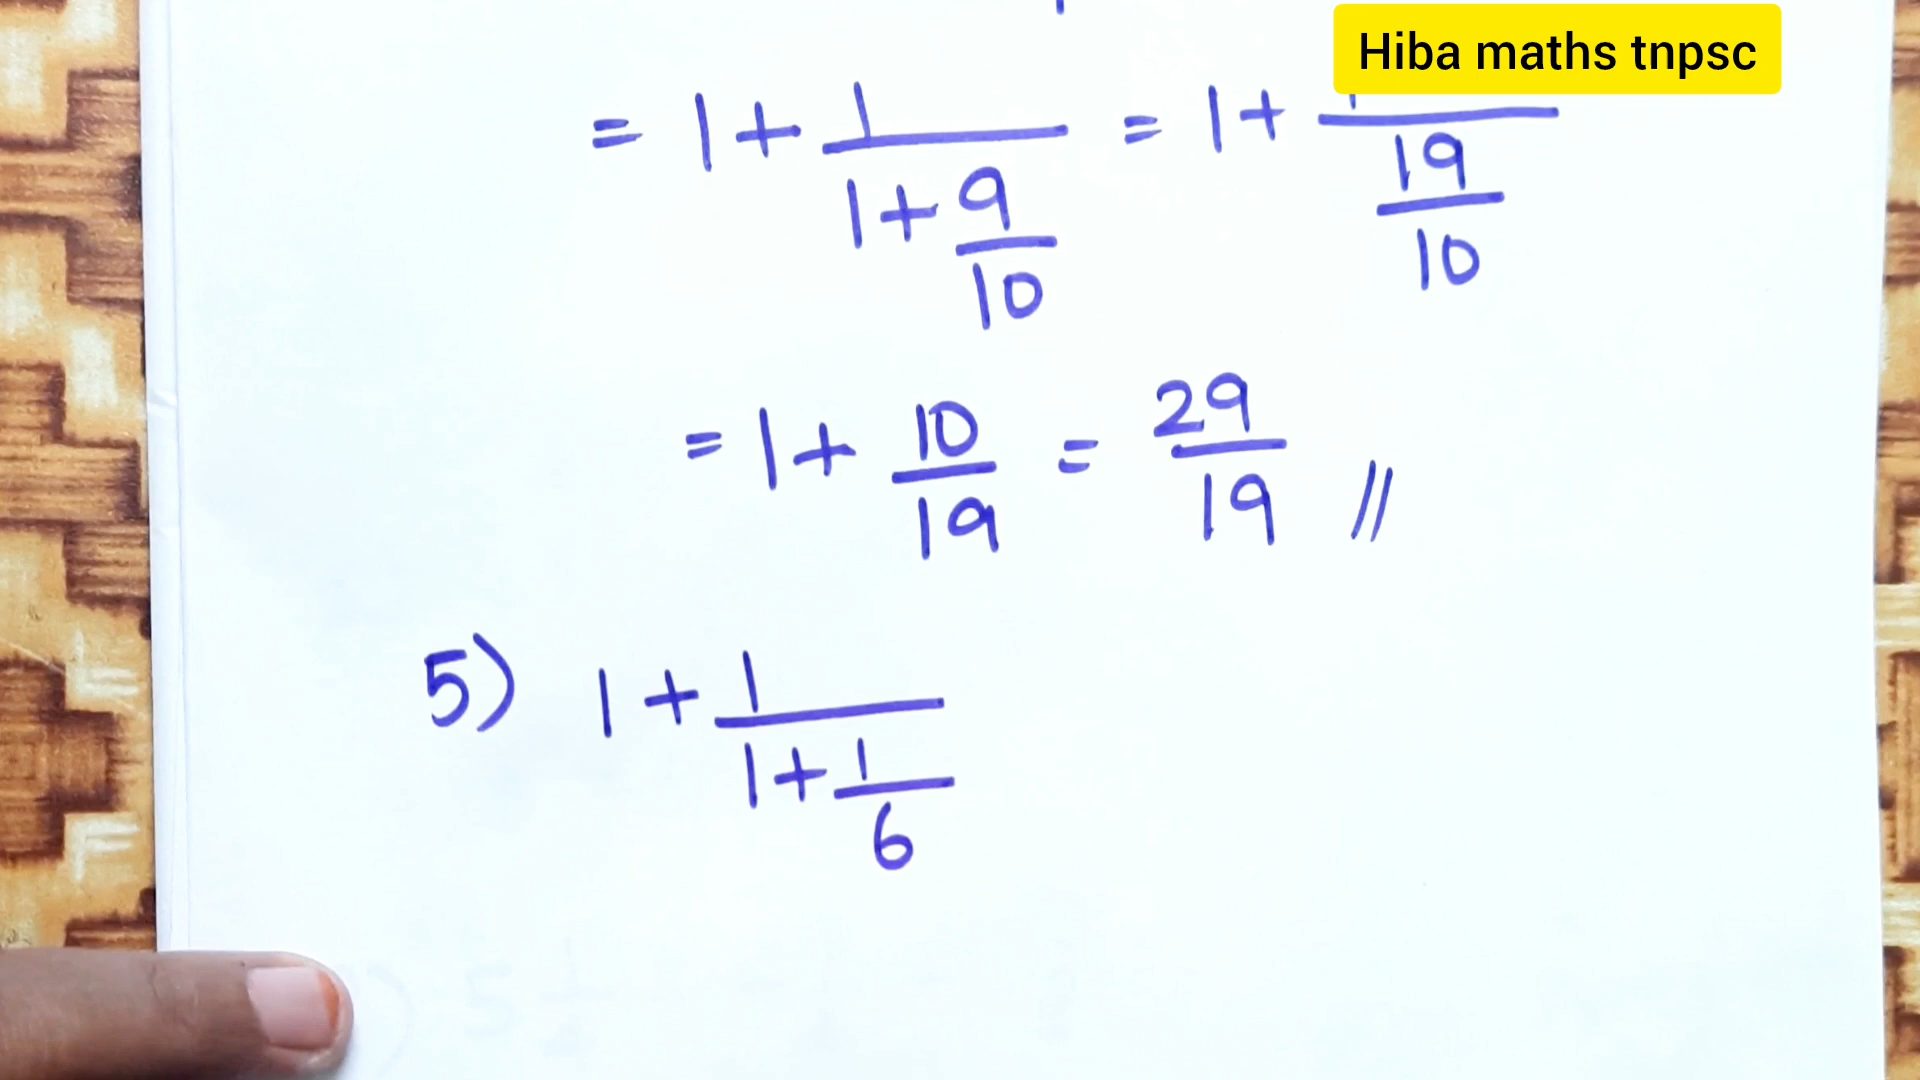 Hiba maths tnpsc
= 1 + 1/(1 + 9/10) = 1 + 1/(19/10)
= 1 + 10/19 = 29/19 //
5) 1 + 1/(1 + 1/6)